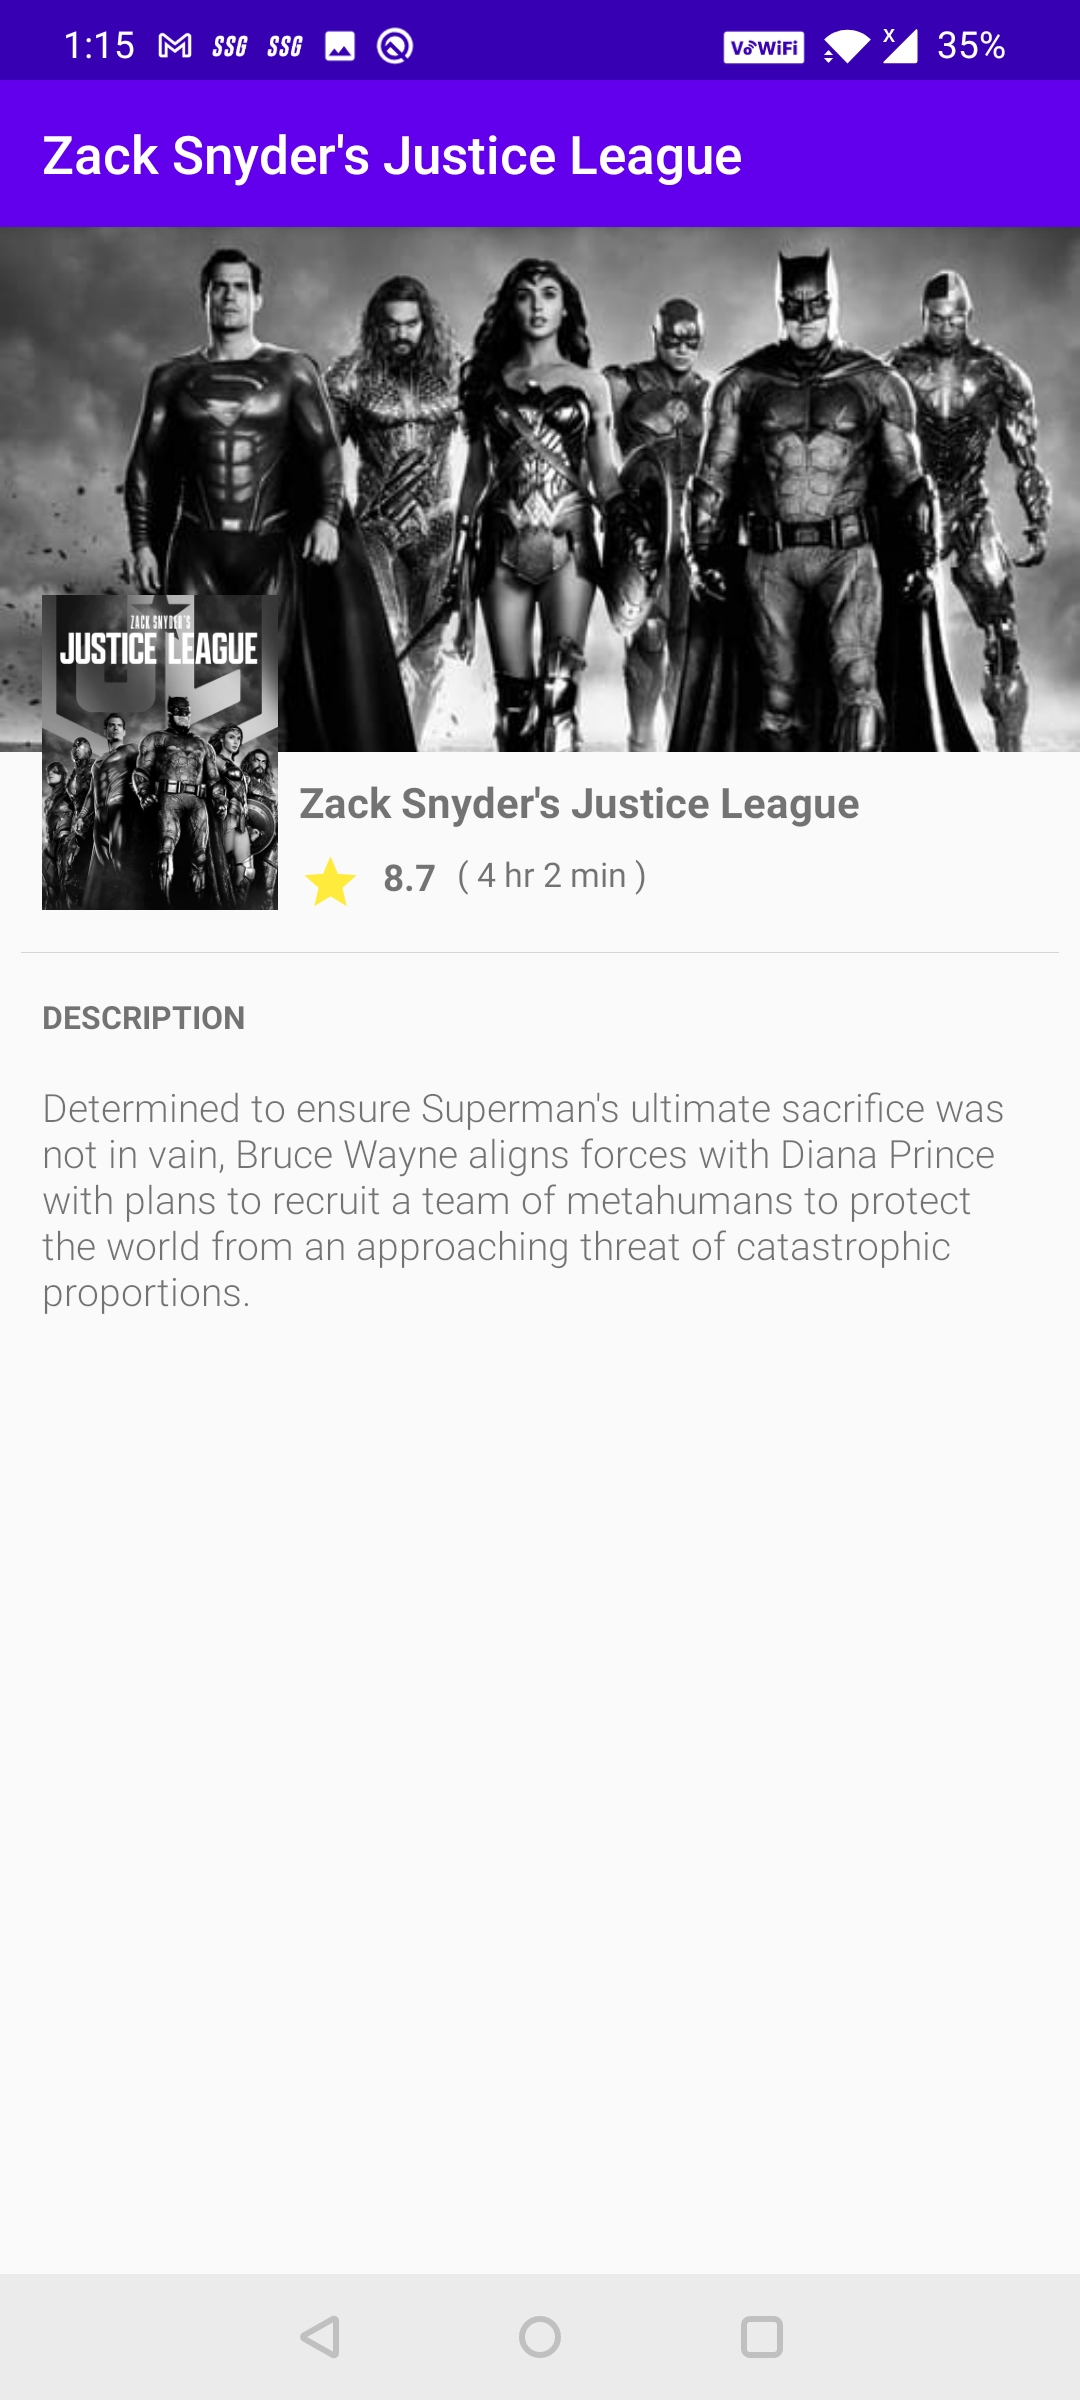 1:15 SSG SSG VoWiFi X 35%
Zack Snyder's Justice League
ZACK SNYDER'S
JUSTICE LEAGUE
Zack Snyder's Justice League
8.7 ( 4 hr 2 min )
DESCRIPTION
Determined to ensure Superman's ultimate sacrifice was
not in vain, Bruce Wayne aligns forces with Diana Prince
with plans to recruit a team of metahumans to protect
the world from an approaching threat of catastrophic
proportions.